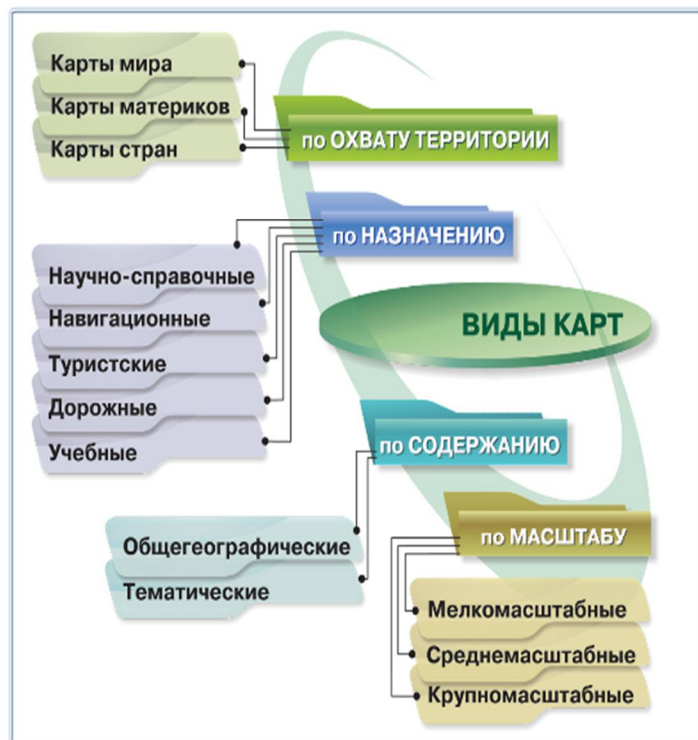 Карты мира
Карты материков
Карты стран
по ОХВАТУ ТЕРРИТОРИИ
по НАЗНАЧЕНИЮ
Научно-справочные
Навигационные
Туристские
Дорожные
Учебные
ВИДЫ КАРТ
по СОДЕРЖАНИЮ
Общегеографические
Тематические
по МАСШТАБУ
Мелкомасштабные
Среднемасштабные
Крупномасштабные